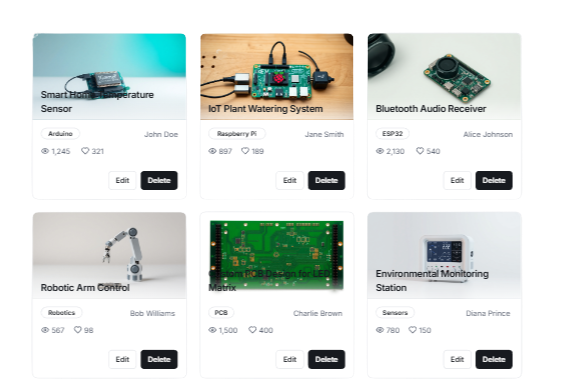 Smart Home Temperature
Sensor
Arduino
John Doe
1,245
321
Edit
Delete
IoT Plant Watering System
Raspberry Pi
Jane Smith
897
189
Edit
Delete
Bluetooth Audio Receiver
ESP32
Alice Johnson
2,130
540
Edit
Delete
Robotic Arm Control
Robotics
Bob Williams
567
98
Edit
Delete
Custom PCB Design for LED
Matrix
PCB
Charlie Brown
1,500
400
Edit
Delete
Environmental Monitoring
Station
Sensors
Diana Prince
780
150
Edit
Delete